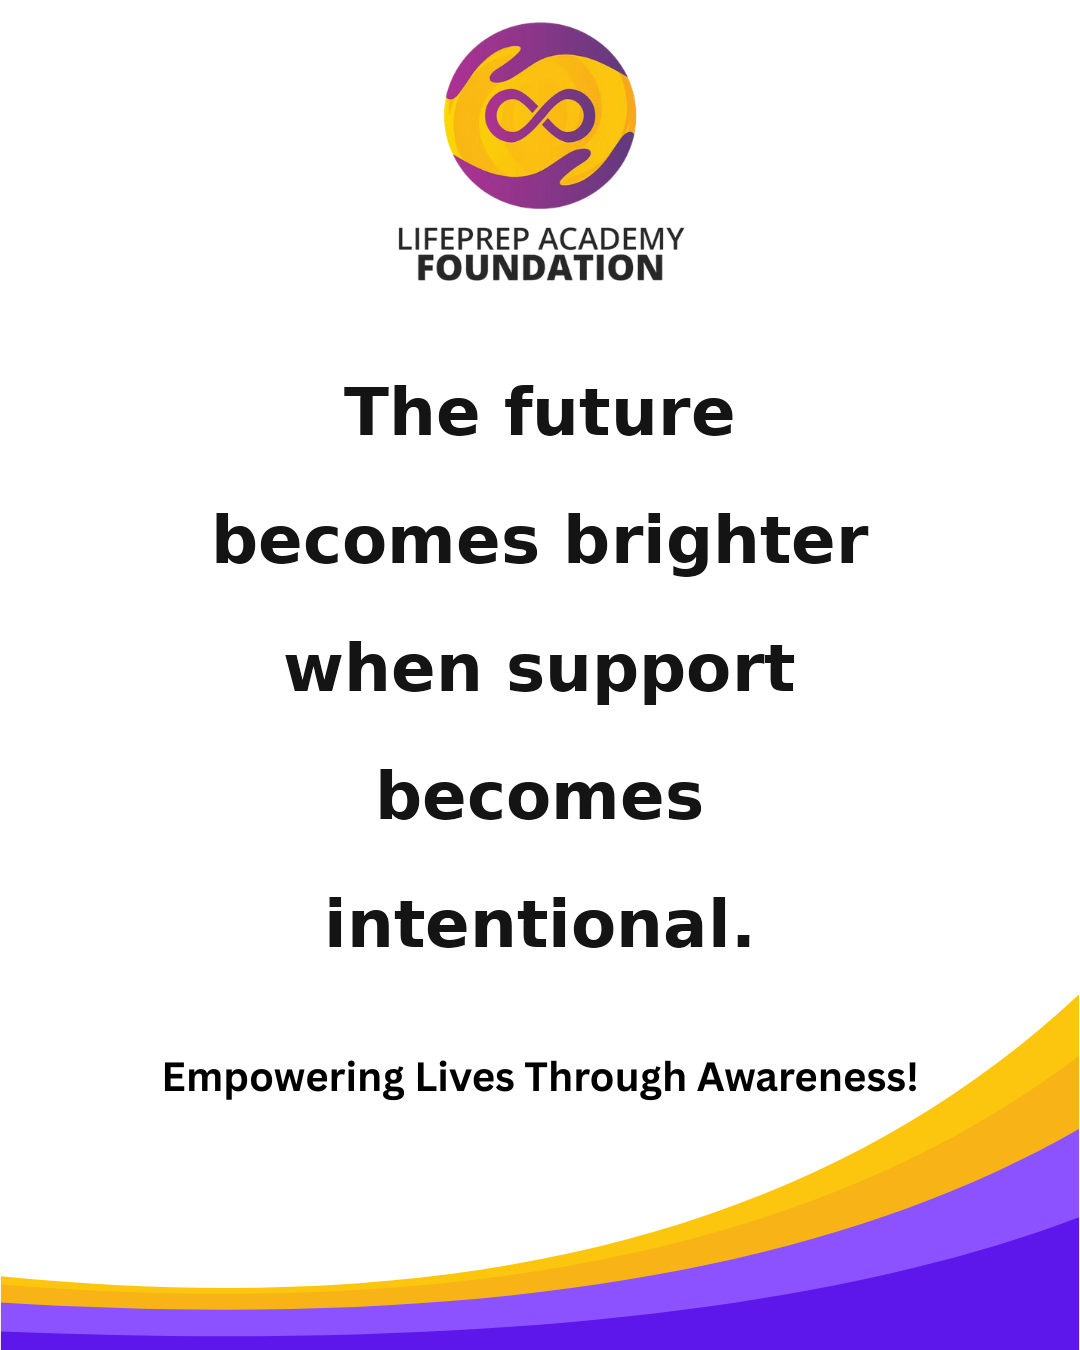 LIFEPREP ACADEMY
FOUNDATION
The future
becomes brighter
when support
becomes
intentional.
Empowering Lives Through Awareness!